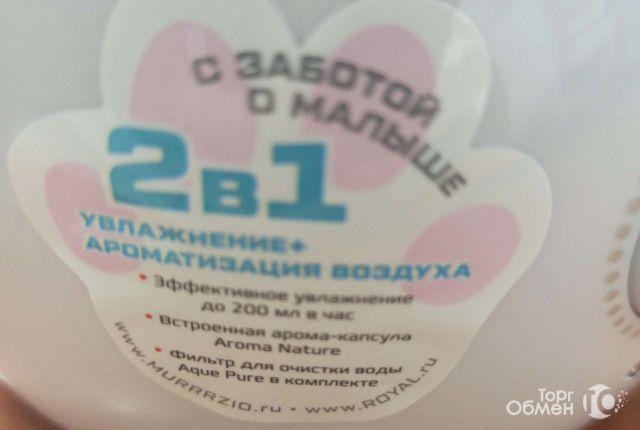 С ЗАБОТОЙ
О МАЛЫШЕ
2в1
УВЛАЖНЕНИЕ+
АРОМАТИЗАЦИЯ ВОЗДУХА
• Эффективное увлажнение
до 200 мл в час
• Встроенная арома-капсула
Aroma Nature
• Фильтр для очистки воды
Aque Pure в комплекте
www.MURRRZIO.ru • www.ROYAL.ru
Торг
Обмен